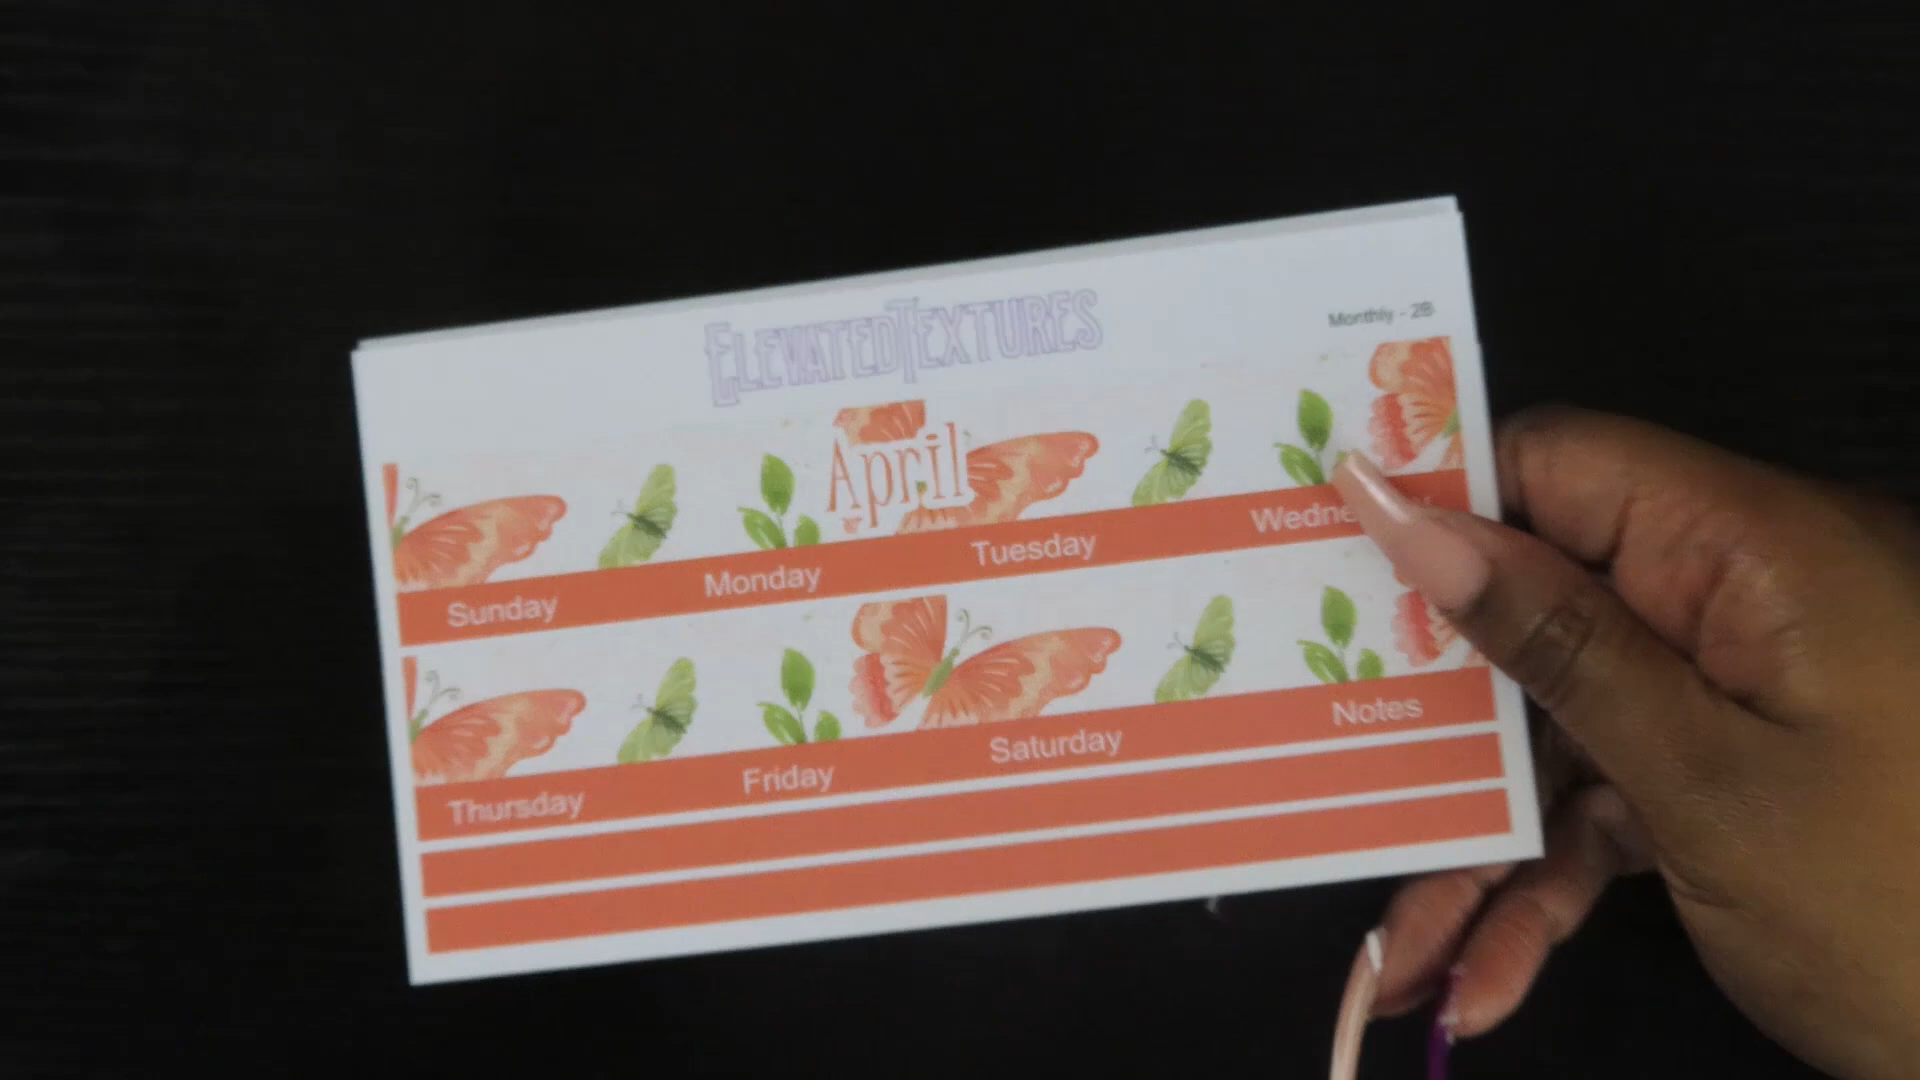 ELEVATEDTEXTURES
Monthly - 2B
April
Sunday Monday Tuesday
Thursday Friday Saturday Notes